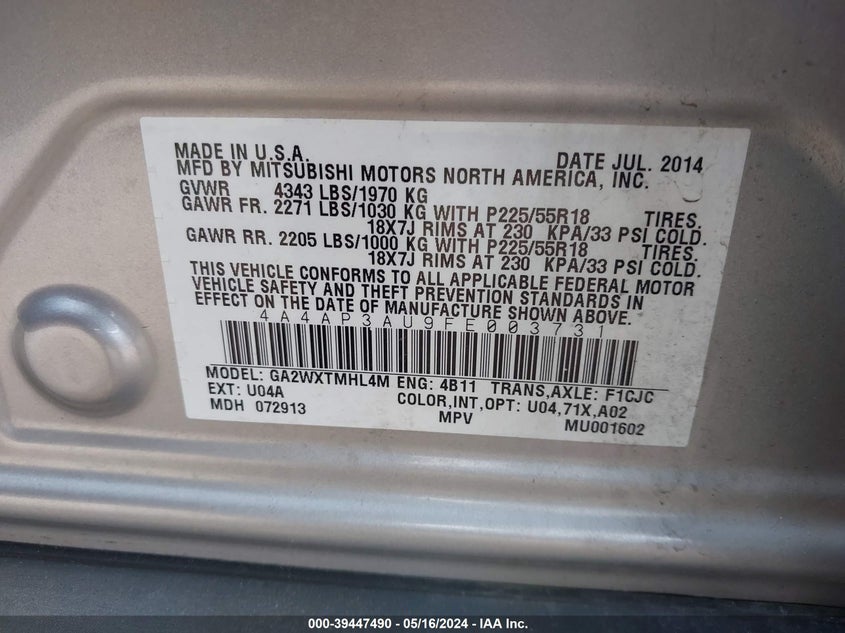 MADE IN U.S.A. DATE JUL. 2014
MFD BY MITSUBISHI MOTORS NORTH AMERICA, INC.
GVWR 4343 LBS/1970 KG
GAWR FR. 2271 LBS/1030 KG WITH P225/55R18 TIRES.
18X7J RIMS AT 230 KPA/33 PSI COLD.
GAWR RR. 2205 LBS/1000 KG WITH P225/55R18 TIRES.
18X7J RIMS AT 230 KPA/33 PSI COLD.
THIS VEHICLE CONFORMS TO ALL APPLICABLE FEDERAL MOTOR
VEHICLE SAFETY AND THEFT PREVENTION STANDARDS IN
EFFECT ON THE DATE OF MANUFACTURE SHOWN ABOVE.
4A4AP3AU9FE003731
MODEL: GA2WXTMHL4M ENG: 4B11 TRANS,AXLE: F1CJC
EXT: U04A COLOR,INT,OPT: U04,71X,A02
MDH 072913 MPV MU001602
000-39447490 - 05/16/2024 - IAA Inc.